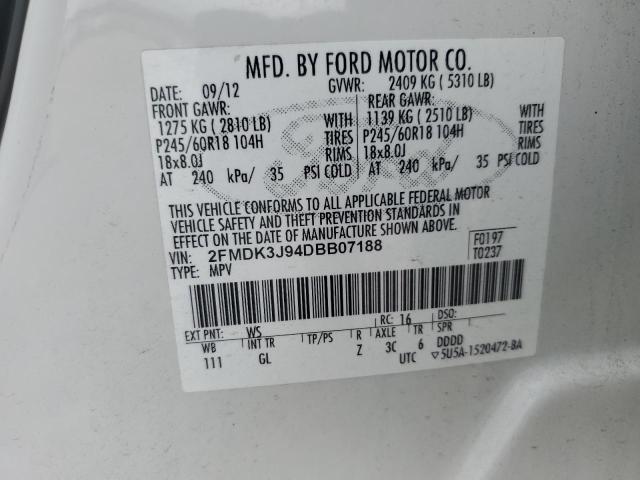 MFD. BY FORD MOTOR CO.
DATE: 09/12 GVWR: 2409 KG ( 5310 LB)
FRONT GAWR: REAR GAWR:
1275 KG ( 2810 LB) WITH 1139 KG ( 2510 LB) WITH
P245/60R18 104H TIRES P245/60R18 104H TIRES
18x8.0J RIMS 18x8.0J RIMS
AT 240 kPa/ 35 PSI COLD AT 240 kPa/ 35 PSI COLD
Ford
THIS VEHICLE CONFORMS TO ALL APPLICABLE FEDERAL MOTOR
VEHICLE SAFETY AND THEFT PREVENTION STANDARDS IN
EFFECT ON THE DATE OF MANUFACTURE SHOWN ABOVE.
VIN: 2FMDK3J94DBB07188 F0197
TYPE: MPV T0237
EXT PNT: WS RC: 16 DSO:
WB INT TR TP/PS R AXLE TR SPR
111 GL Z 3C 6 DDDD
UTC ▽5U5A-1520472-BA